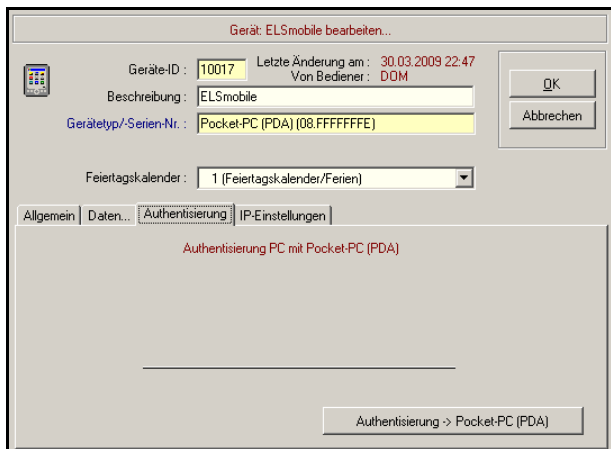 Gerät: ELSmobile bearbeiten...
Geräte-ID : 10017 Letzte Änderung am : 30.03.2009 22:47
Von Bediener : DOM
Beschreibung : ELSmobile
Gerätetyp/-Serien-Nr. : Pocket-PC (PDA) (08.FFFFFFFE)
OK
Abbrechen
Feiertagskalender : 1 (Feiertagskalender/Ferien)
Allgemein Daten... Authentisierung IP-Einstellungen
Authentisierung PC mit Pocket-PC (PDA)
Authentisierung -> Pocket-PC (PDA)